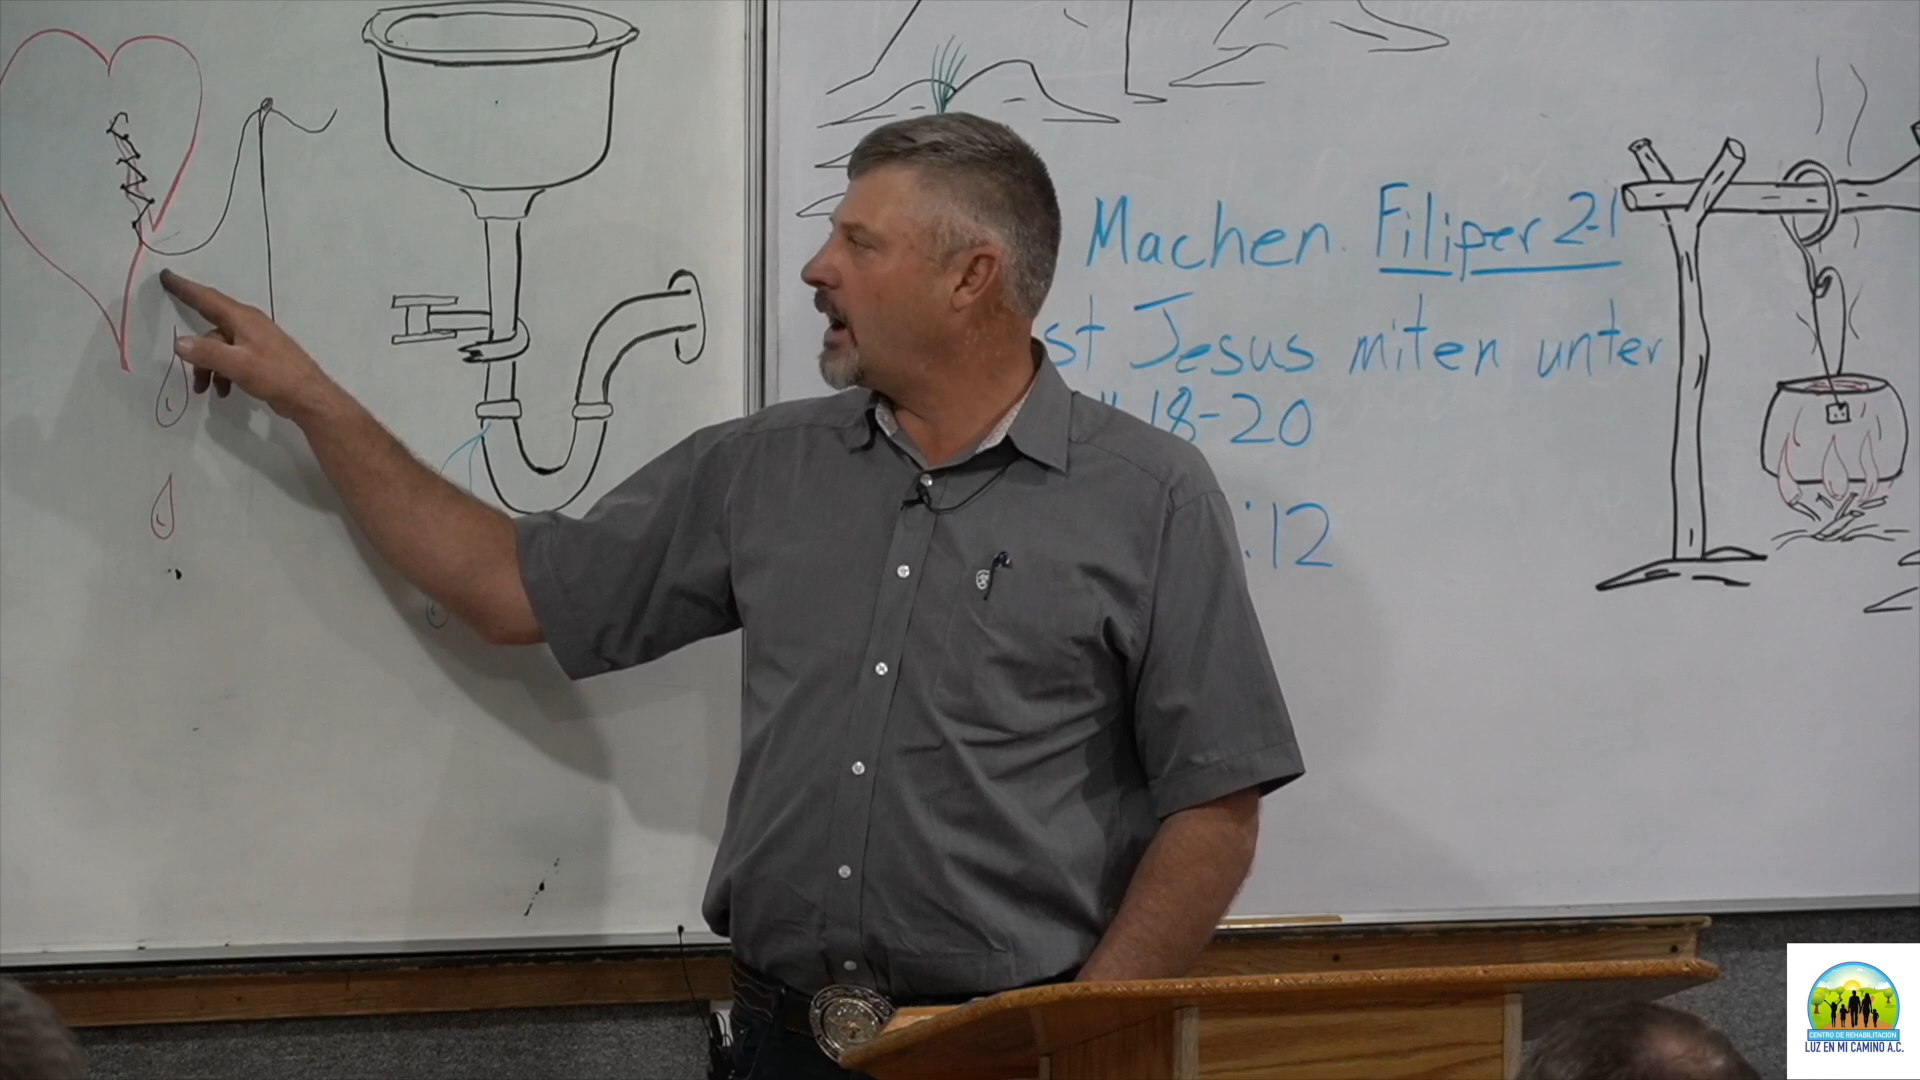 Machen. Filiper 2-1
st Jesus miten unter
" 18-20
:12
CENTRO DE REHABILITACION
LUZ EN MI CAMINO A.C.